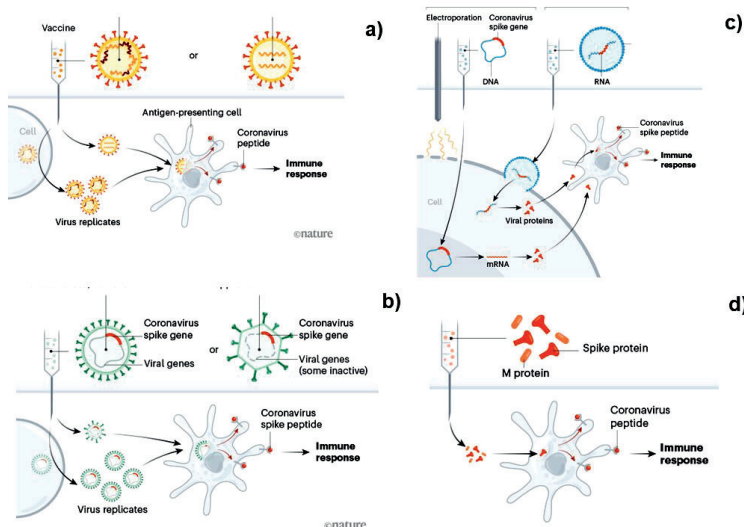 a)
Vaccine
or
Antigen-presenting cell
Cell
Coronavirus
peptide
Immune
response
Virus replicates
©nature
c)
Electroporation
Coronavirus
spike gene
DNA
RNA
Coronavirus
spike peptide
Immune
response
Viral proteins
Cell
mRNA
b)
Coronavirus
spike gene
Viral genes
or
Coronavirus
spike gene
Viral genes
(some inactive)
Coronavirus
spike peptide
Immune
response
Virus replicates
©nature
d)
Spike protein
M protein
Coronavirus
peptide
Immune
response